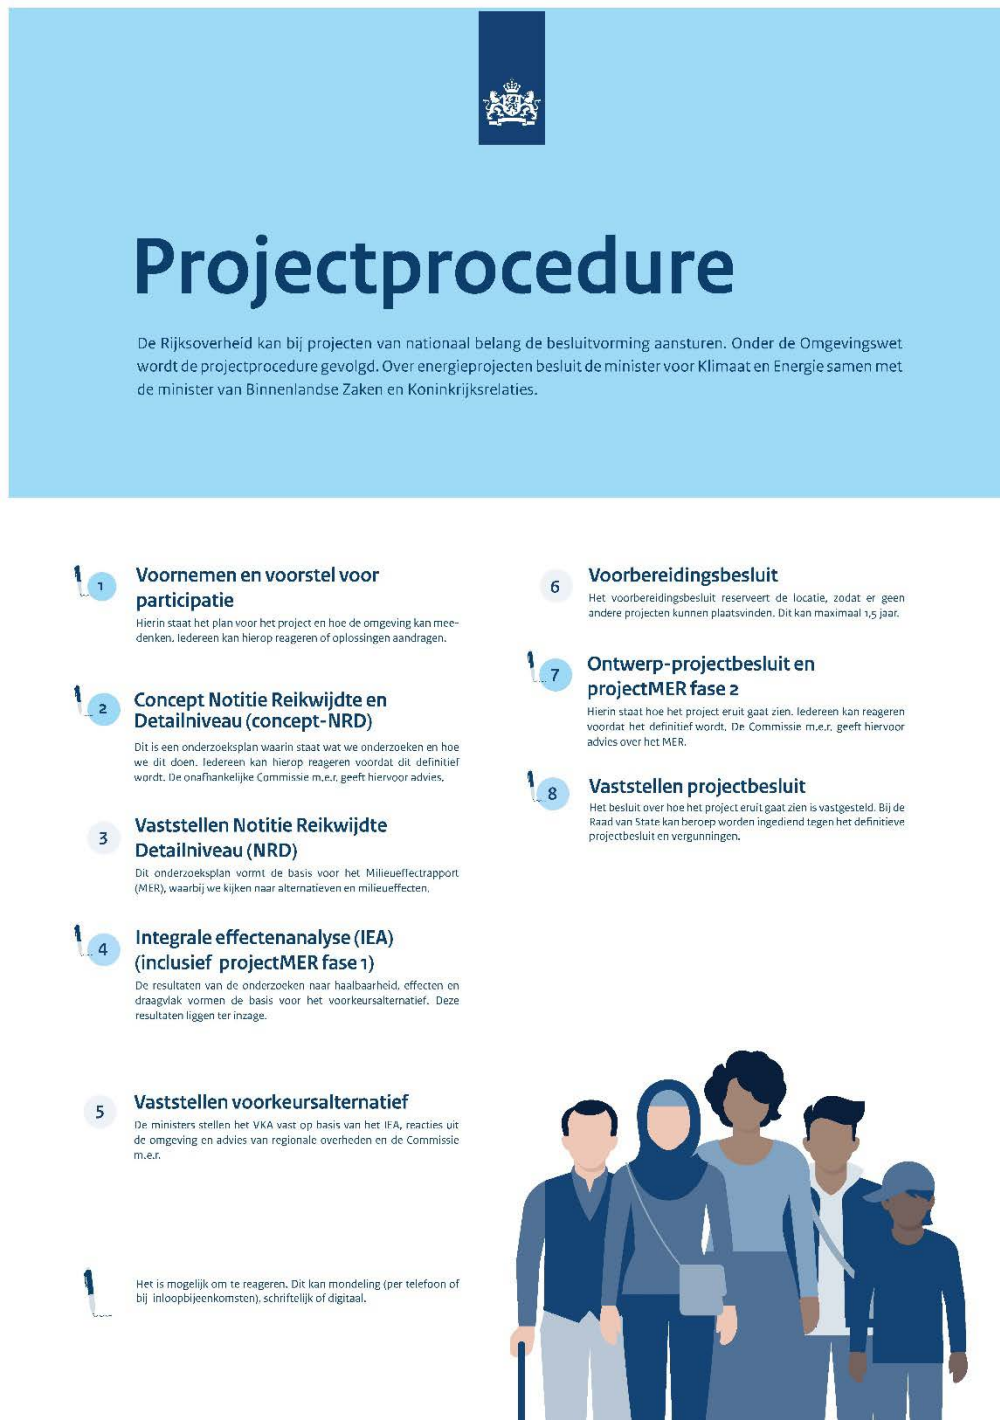 Projectprocedure
De Rijksoverheid kan bij projecten van nationaal belang de besluitvorming aansturen. Onder de Omgevingswet
wordt de projectprocedure gevolgd. Over energieprojecten besluit de minister voor Klimaat en Energie samen met
de minister van Binnenlandse Zaken en Koninkrijksrelaties.
1
Voornemen en voorstel voor
participatie
Hierin staat het plan voor het project en hoe de omgeving kan mee-
denken. Iedereen kan hierop reageren of oplossingen aandragen.
2
Concept Notitie Reikwijdte en
Detailniveau (concept-NRD)
Dit is een onderzoeksplan waarin staat wat we onderzoeken en hoe
we dit doen. Iedereen kan hierop reageren voordat dit definitief
wordt. De onafhankelijke Commissie m.e.r. geeft hiervoor advies.
3
Vaststellen Notitie Reikwijdte
Detailniveau (NRD)
Dit onderzoeksplan vormt de basis voor het Milieueffectrapport
(MER), waarbij we kijken naar alternatieven en milieueffecten.
4
Integrale effectenanalyse (IEA)
(inclusief projectMER fase 1)
De resultaten van de onderzoeken naar haalbaarheid, effecten en
draagvlak vormen de basis voor het voorkeursalternatief. Deze
resultaten liggen ter inzage.
5
Vaststellen voorkeursalternatief
De ministers stellen het VKA vast op basis van het IEA, reacties uit
de omgeving en advies van regionale overheden en de Commissie
m.e.r.
Het is mogelijk om te reageren. Dit kan mondeling (per telefoon of
bij inloopbijeenkomsten), schriftelijk of digitaal.
6
Voorbereidingsbesluit
Het voorbereidingsbesluit reserveert de locatie, zodat er geen
andere projecten kunnen plaatsvinden. Dit kan maximaal 1,5 jaar.
7
Ontwerp-projectbesluit en
projectMER fase 2
Hierin staat hoe het project eruit gaat zien. Iedereen kan reageren
voordat het definitief wordt. De Commissie m.e.r. geeft hiervoor
advies over het MER.
8
Vaststellen projectbesluit
Het besluit over hoe het project eruit gaat zien is vastgesteld. Bij de
Raad van State kan beroep worden ingediend tegen het definitieve
projectbesluit en vergunningen.